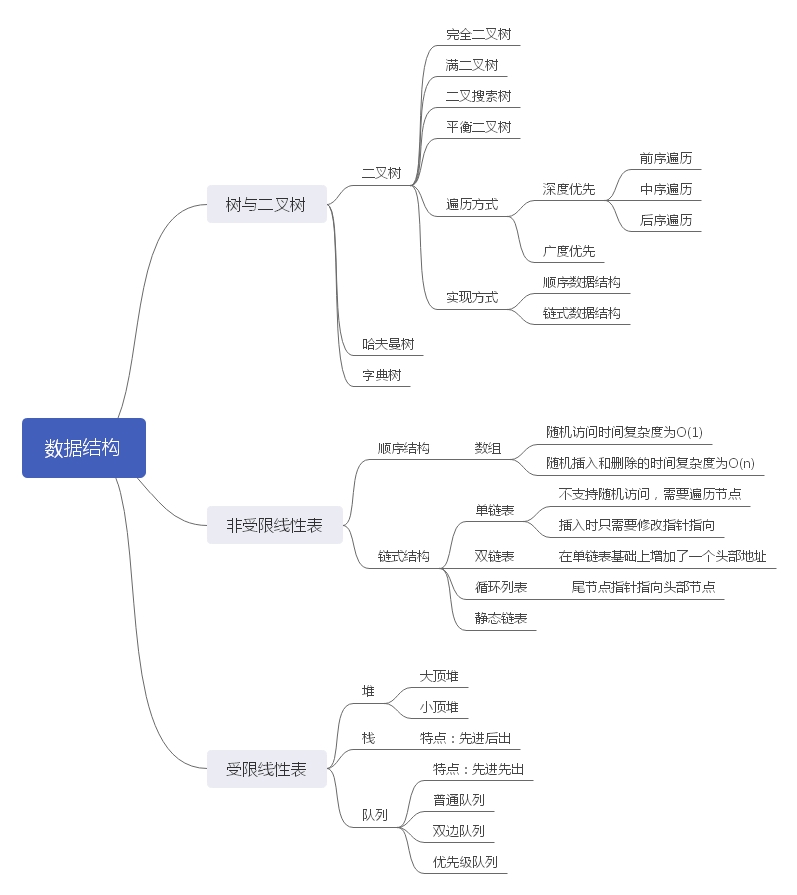 数据结构
树与二叉树
二叉树
完全二叉树
满二叉树
二叉搜索树
平衡二叉树
遍历方式
深度优先
前序遍历
中序遍历
后序遍历
广度优先
实现方式
顺序数据结构
链式数据结构
哈夫曼树
字典树
非受限线性表
顺序结构
数组
随机访问时间复杂度为O(1)
随机插入和删除的时间复杂度为O(n)
链式结构
单链表
不支持随机访问，需要遍历节点
插入时只需要修改指针指向
双链表
在单链表基础上增加了一个头部地址
循环列表
尾节点指针指向头部节点
静态链表
受限线性表
堆
大顶堆
小顶堆
栈
特点：先进后出
队列
特点：先进先出
普通队列
双边队列
优先级队列